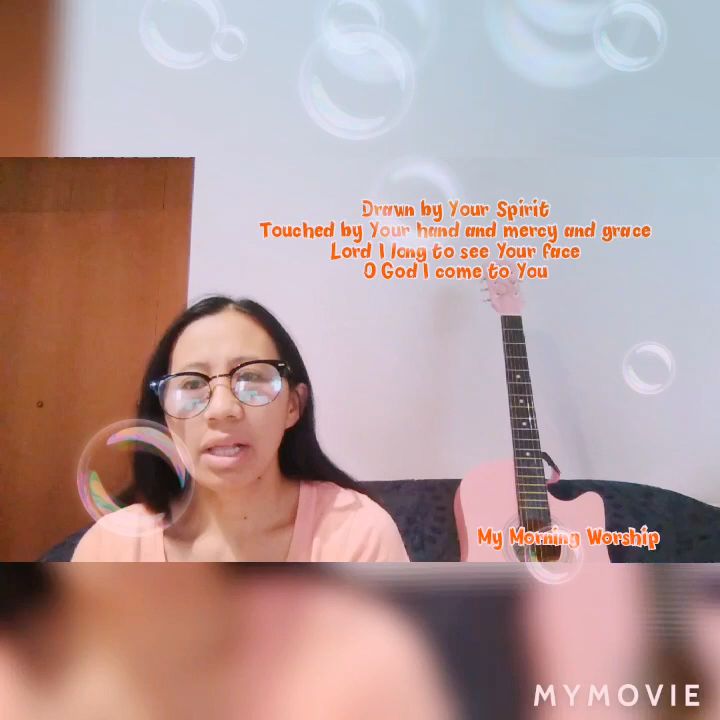 Drawn by Your Spirit
Touched by Your hand and mercy and grace
Lord I long to see Your face
O God I come to You
My Morning Worship
MYMOVIE